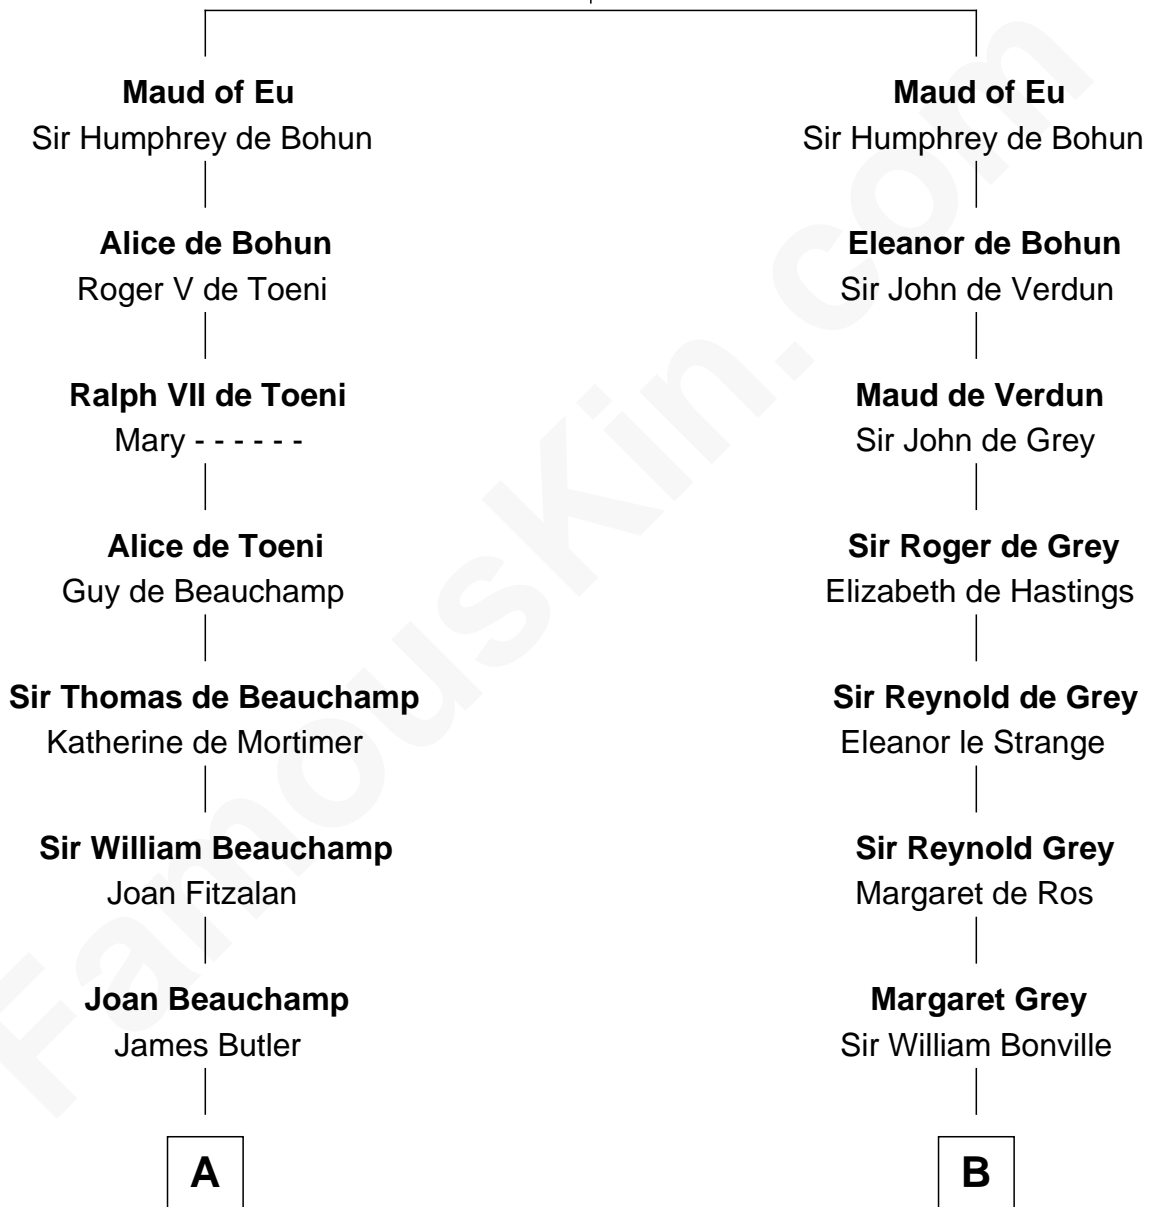 Maud of Eu
Sir Humphrey de Bohun
Alice de Bohun
Roger V de Toeni
Ralph VII de Toeni
Mary - - - - - -
Alice de Toeni
Guy de Beauchamp
Sir Thomas de Beauchamp
Katherine de Mortimer
Sir William Beauchamp
Joan Fitzalan
Joan Beauchamp
James Butler
A
Maud of Eu
Sir Humphrey de Bohun
Eleanor de Bohun
Sir John de Verdun
Maud de Verdun
Sir John de Grey
Sir Roger de Grey
Elizabeth de Hastings
Sir Reynold de Grey
Eleanor le Strange
Sir Reynold Grey
Margaret de Ros
Margaret Grey
Sir William Bonville
B
FamousKin.com